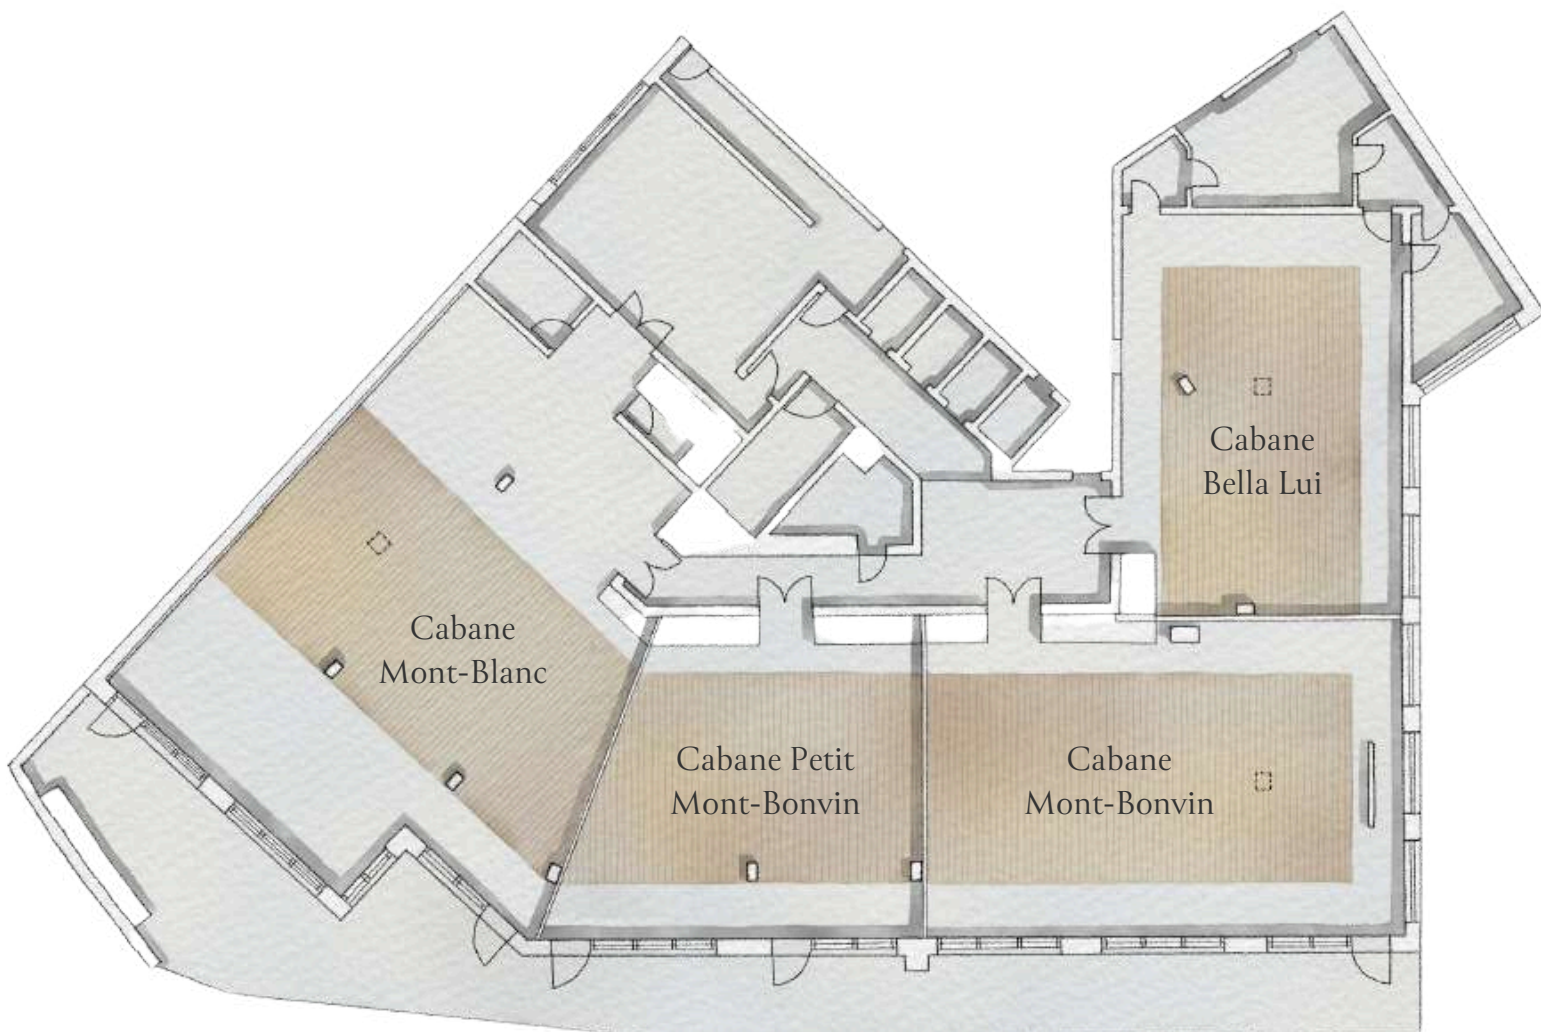 Cabane
Bella Lui
Cabane
Mont-Blanc
Cabane Petit
Mont-Bonvin
Cabane
Mont-Bonvin